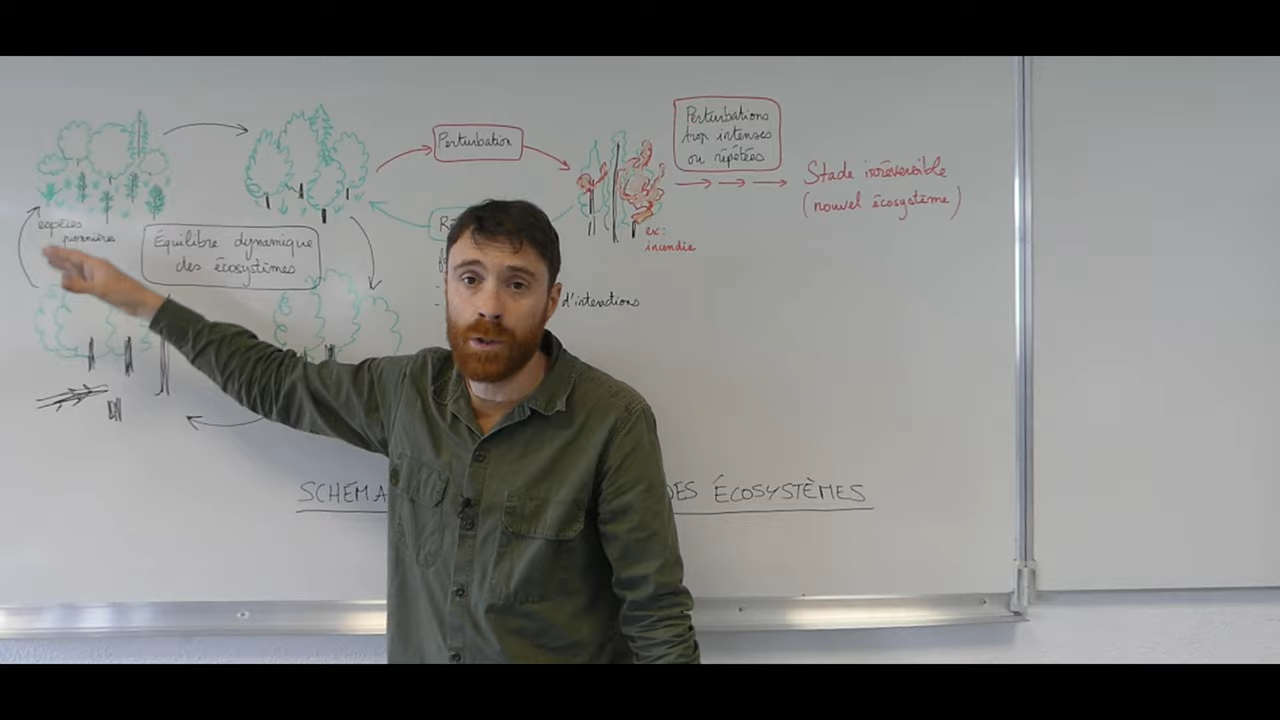 espèces
pionnières
Équilibre dynamique
des écosystèmes
Perturbation
d'interactions
ex:
incendie
Perturbations
trop intenses
ou répétées
Stade irréversible
(nouvel écosystème)
SCHÉMA DES ÉCOSYSTÈMES